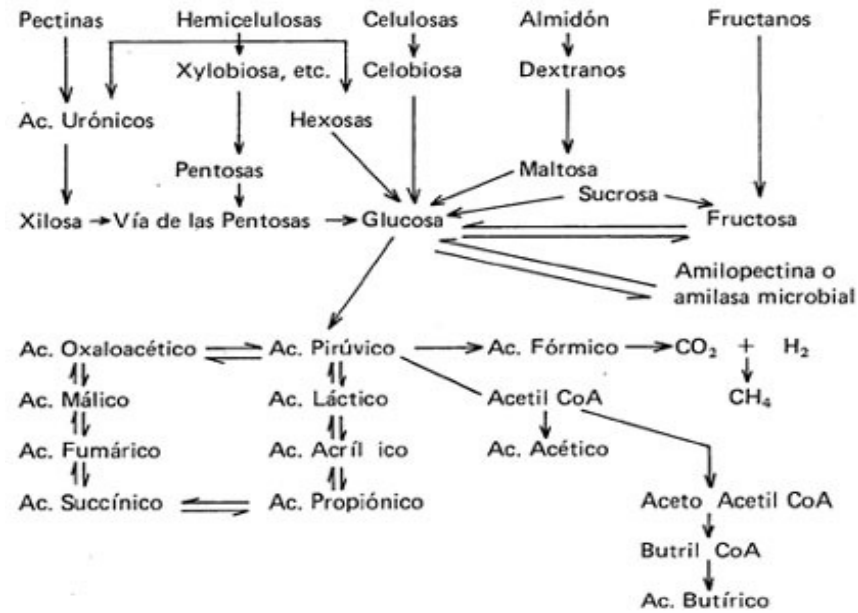 Pectinas Hemicelulosas Celulosas Almidón Fructanos
Xylobiosa, etc. Celobiosa Dextranos
Ac. Urónicos Hexosas
Pentosas Maltosa
Sucrosa
Xilosa Vía de las Pentosas Glucosa Fructosa
Amilopectina o
amilasa microbial
Ac. Oxaloacético Ac. Pirúvico Ac. Fórmico CO₂ + H₂
Ac. Málico Ac. Láctico Acetil CoA CH₄
Ac. Fumárico Ac. Acríl ico Ac. Acético
Ac. Succínico Ac. Propiónico Aceto Acetil CoA
Butril CoA
Ac. Butírico